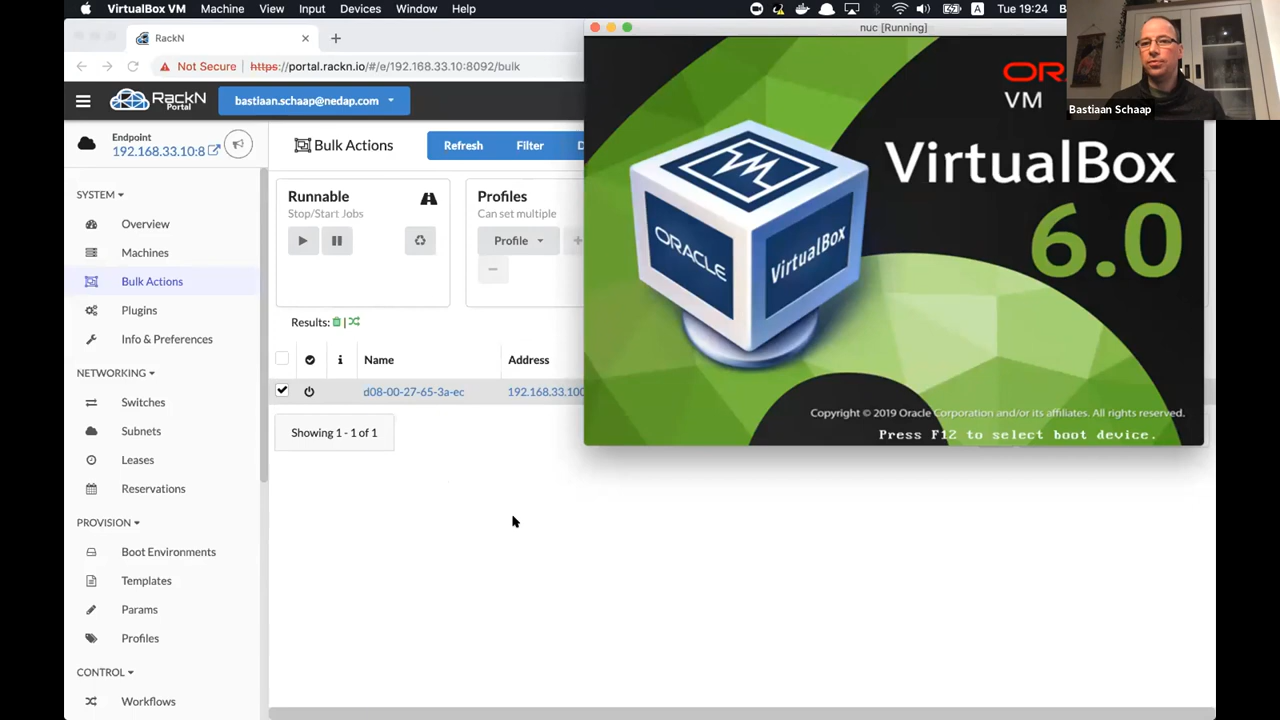 VirtualBox VM Machine View Input Devices Window Help
Tue 19:24
RackN
nuc [Running]
Not Secure https://portal.rackn.io/#/e/192.168.33.10:8092/bulk
Bastiaan Schaap
RackN
Portal
bastiaan.schaap@nedap.com
Endpoint
192.168.33.10:8
Bulk Actions
Refresh
Filter
SYSTEM
Overview
Machines
Bulk Actions
Plugins
Info & Preferences
NETWORKING
Switches
Subnets
Leases
Reservations
PROVISION
Boot Environments
Templates
Params
Profiles
CONTROL
Workflows
Runnable
Stop/Start Jobs
Profiles
Can set multiple
Profile
Results:
Name
Address
d08-00-27-65-3a-ec
192.168.33.100
Showing 1 - 1 of 1
VM
VirtualBox
6.0
ORACLE
VirtualBox
Copyright © 2019 Oracle Corporation and/or its affiliates. All rights reserved.
Press F12 to select boot device.